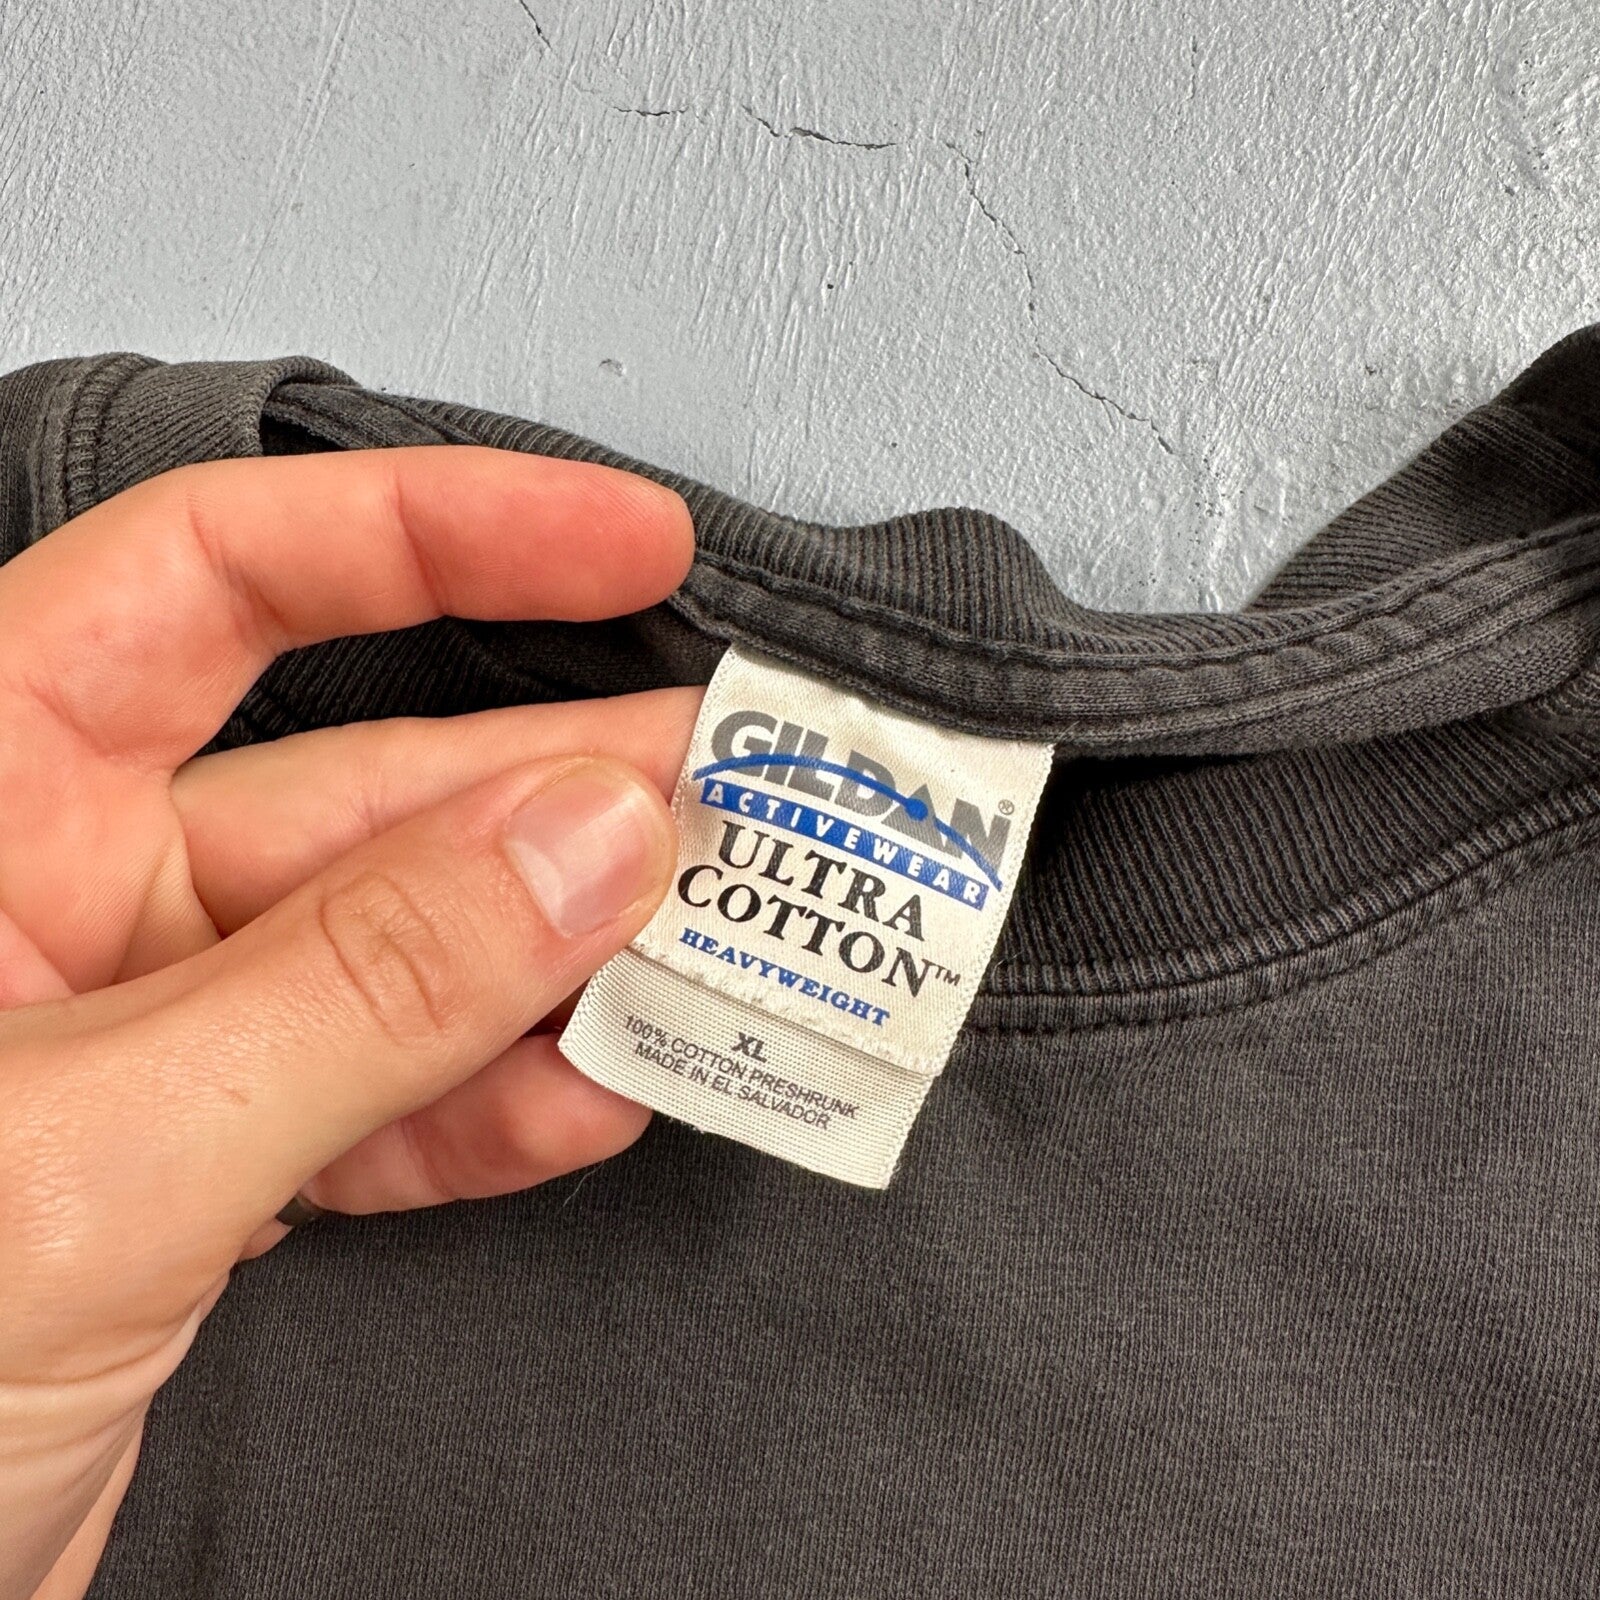 GILDAN®
ACTIVEWEAR
ULTRA
COTTON™
HEAVYWEIGHT
XL
100% COTTON PRESHRUNK
MADE IN EL SALVADOR